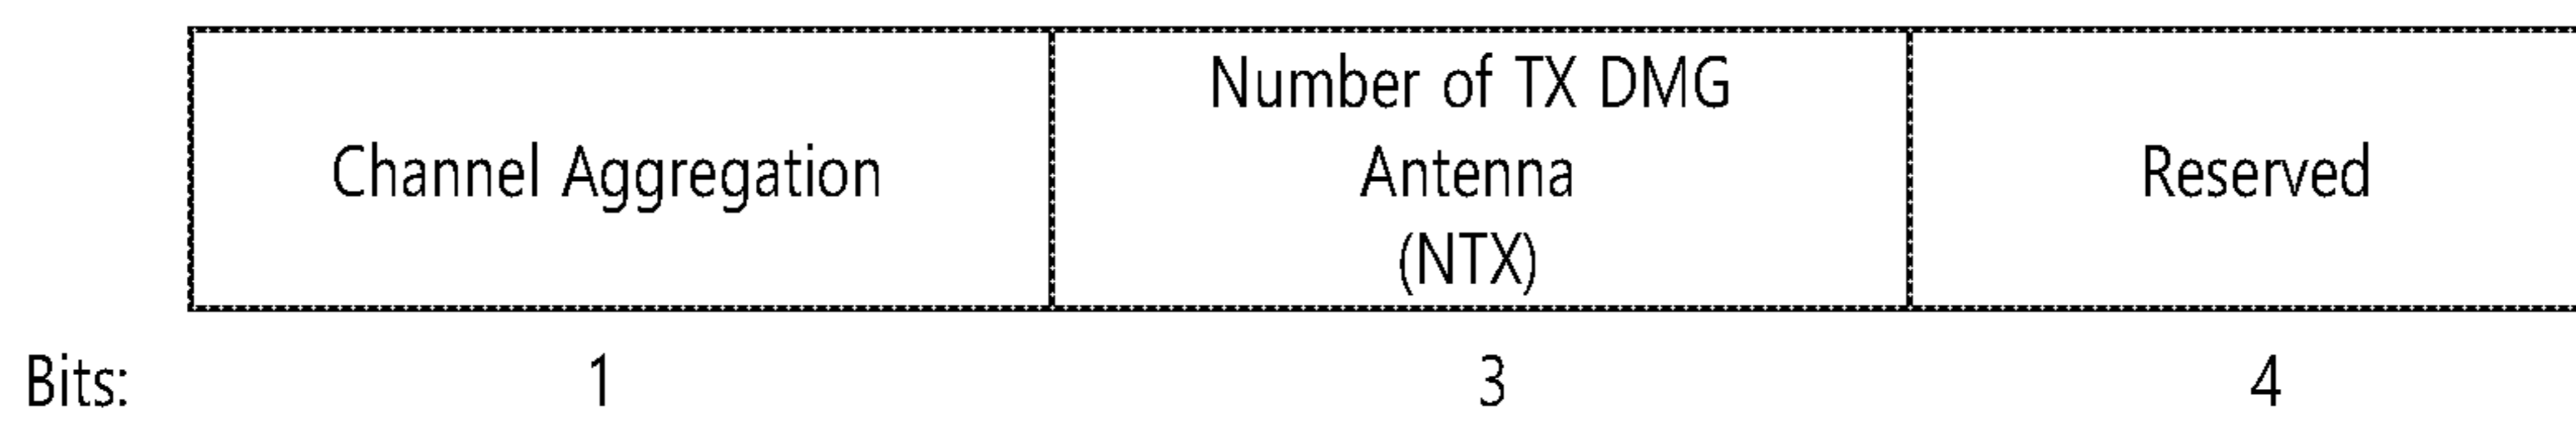 Number of TX DMG
Channel Aggregation Antenna Reserved
(NTX)
Bits: 1 3 4